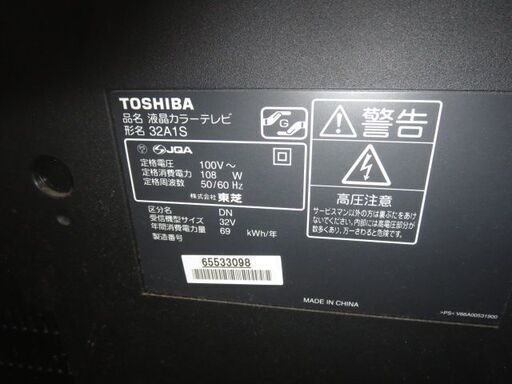 TOSHIBA
品名 液晶カラーテレビ
形名 32A1S
G
JQA
定格電圧 100V～
定格消費電力 108 W
定格周波数 50/60 Hz
株式会社 東芝
区分名 DN
受信機型サイズ 32V
年間消費電力量 69 kWh/年
製造番号
65533098
警告
高圧注意
サービスマン以外の方は裏ぶたをあけ
ないでください。内部には高電圧部分が
数多くあり、万一さわると危険です。
MADE IN CHINA
>PS< V66A00531900